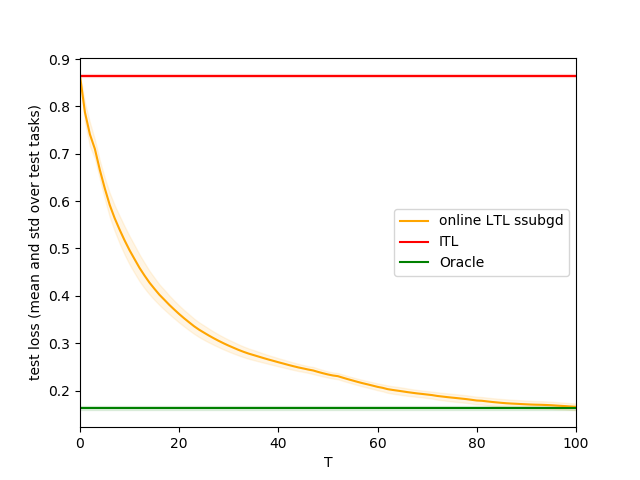 0.9
0.8
0.7
0.6
0.5
0.4
0.3
0.2
test loss (mean and std over test tasks)
online LTL ssubgd
ITL
Oracle
0 20 40 60 80 100
T